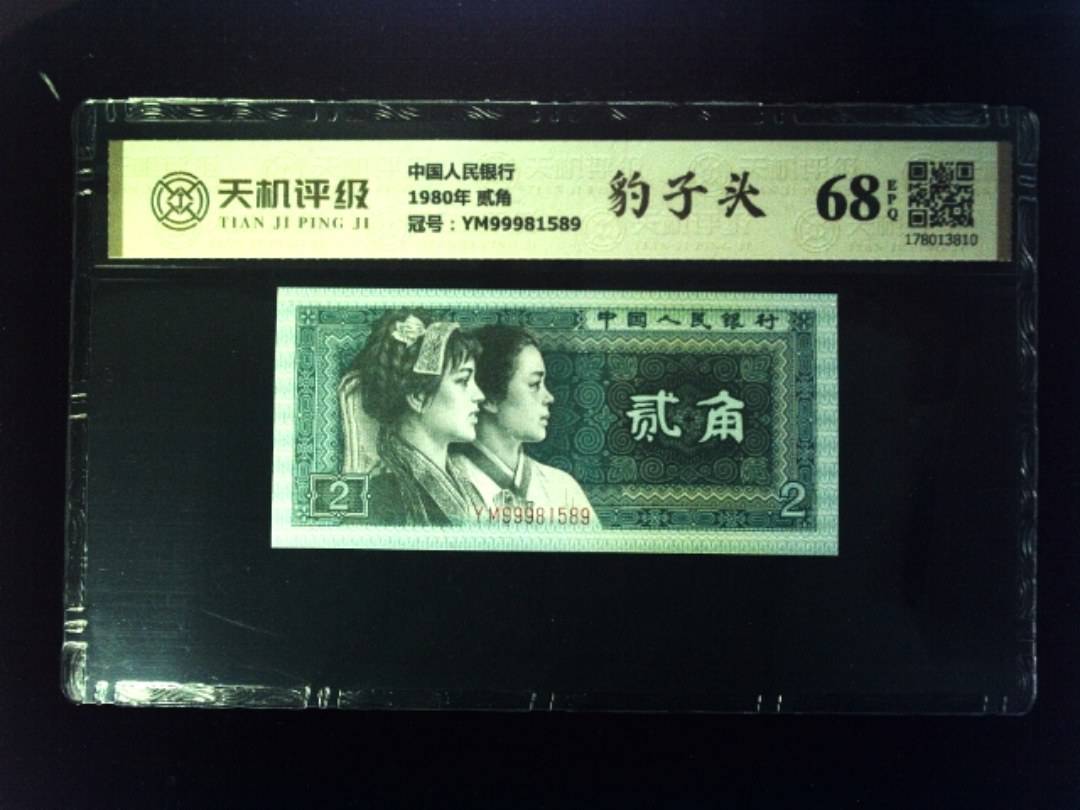 天机评级
TIAN JI PING JI
中国人民银行
1980年 贰角
冠号：YM99981589
豹子头
68
EPQ
178013810
中国人民银行
贰角
2
2
YM99981589